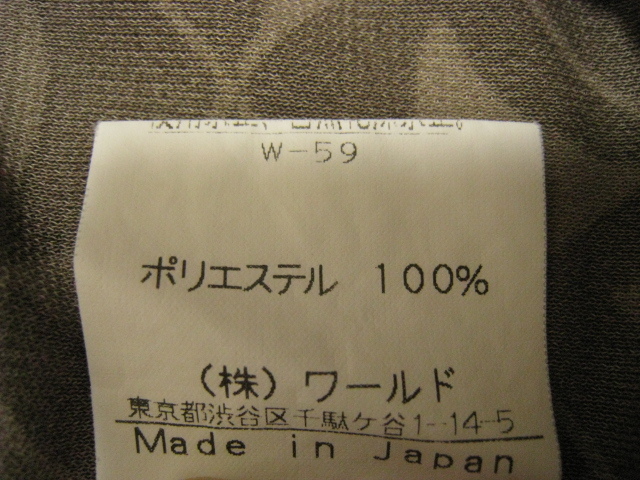 W-59
ポリエステル 100%
(株)ワールド
東京都渋谷区千駄ケ谷1-14-5
Made in Japan